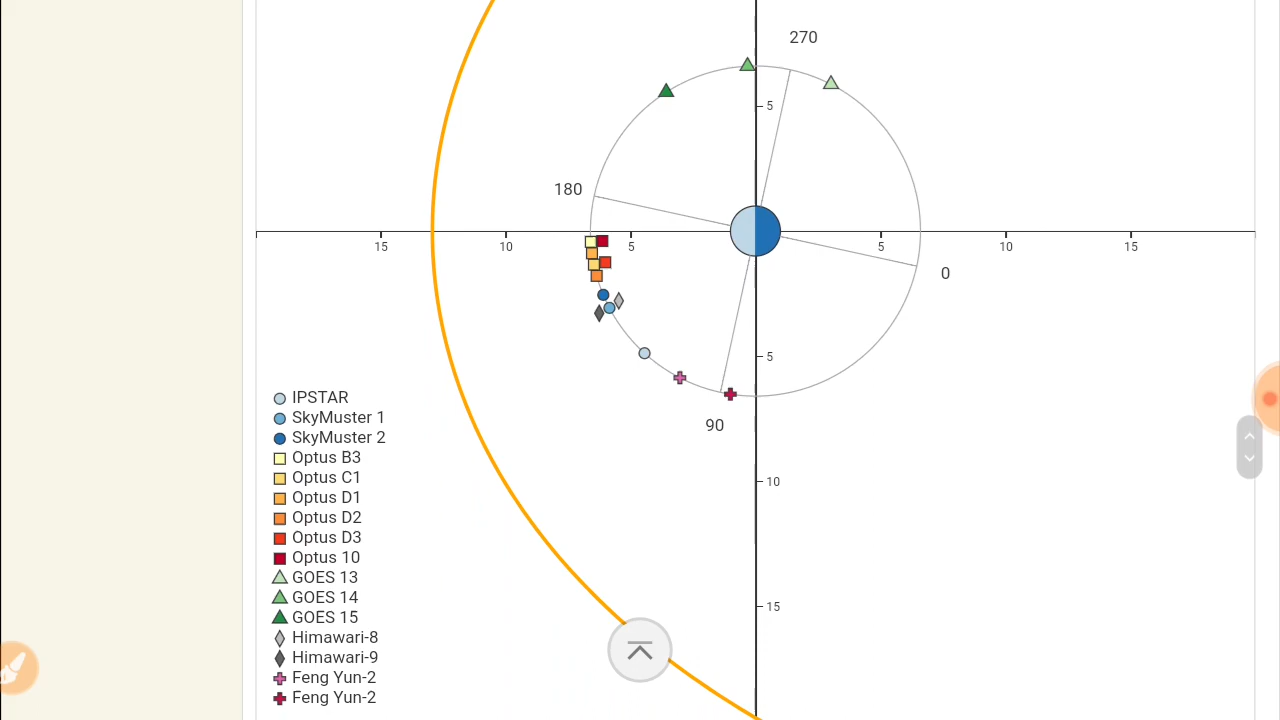 270
5
180
15
10
5
5
10
15
0
5
90
10
15
IPSTAR
SkyMuster 1
SkyMuster 2
Optus B3
Optus C1
Optus D1
Optus D2
Optus D3
Optus 10
GOES 13
GOES 14
GOES 15
Himawari-8
Himawari-9
Feng Yun-2
Feng Yun-2